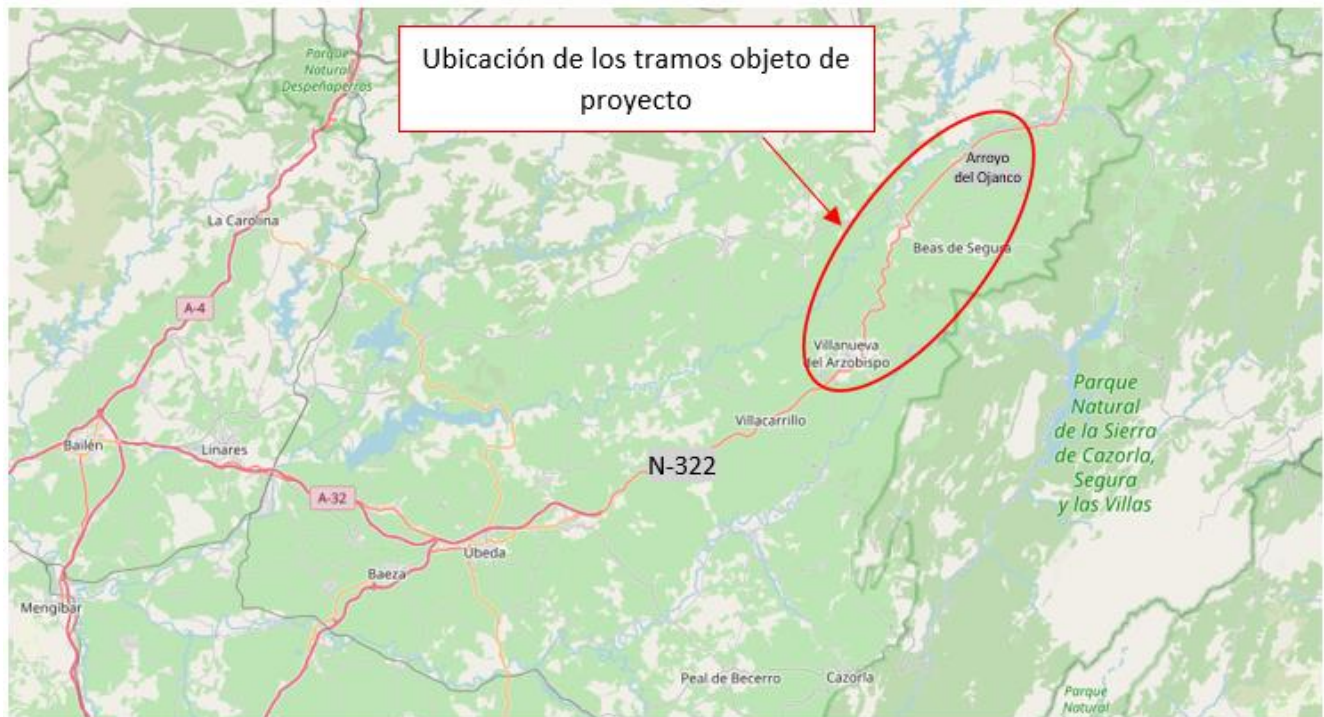 Ubicación de los tramos objeto de
proyecto
Parque
Natural
Despeñaperros
La Carolina
A-4
Arroyo
del Ojanco
Beas de Segura
Villanueva
del Arzobispo
Villacarrillo
Parque
Natural
de la Sierra
de Cazorla,
Segura
y las Villas
Bailén
Linares
N-322
A-32
Úbeda
Baeza
Mengíbar
Peal de Becerro
Cazorla
Parque
Natural